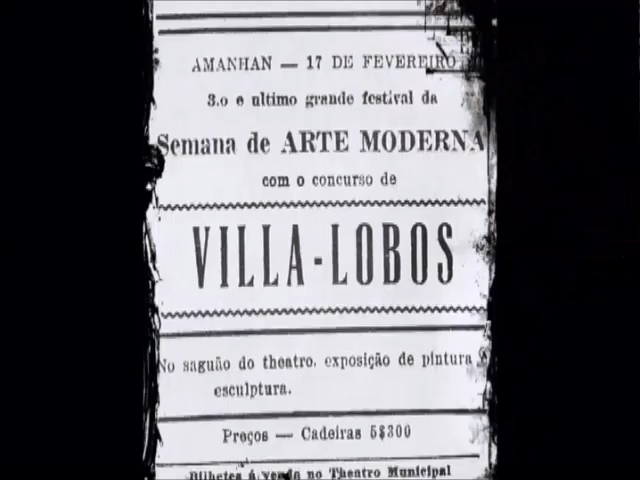 AMANHAN — 17 DE FEVEREIRO
3.o e ultimo grande festival da
Semana de ARTE MODERNA
com o concurso de
VILLA-LOBOS
No saguão do theatro, exposição de pintura e
esculptura.
Preços — Cadeiras 5$300
Bilhetes á venda no Theatro Municipal